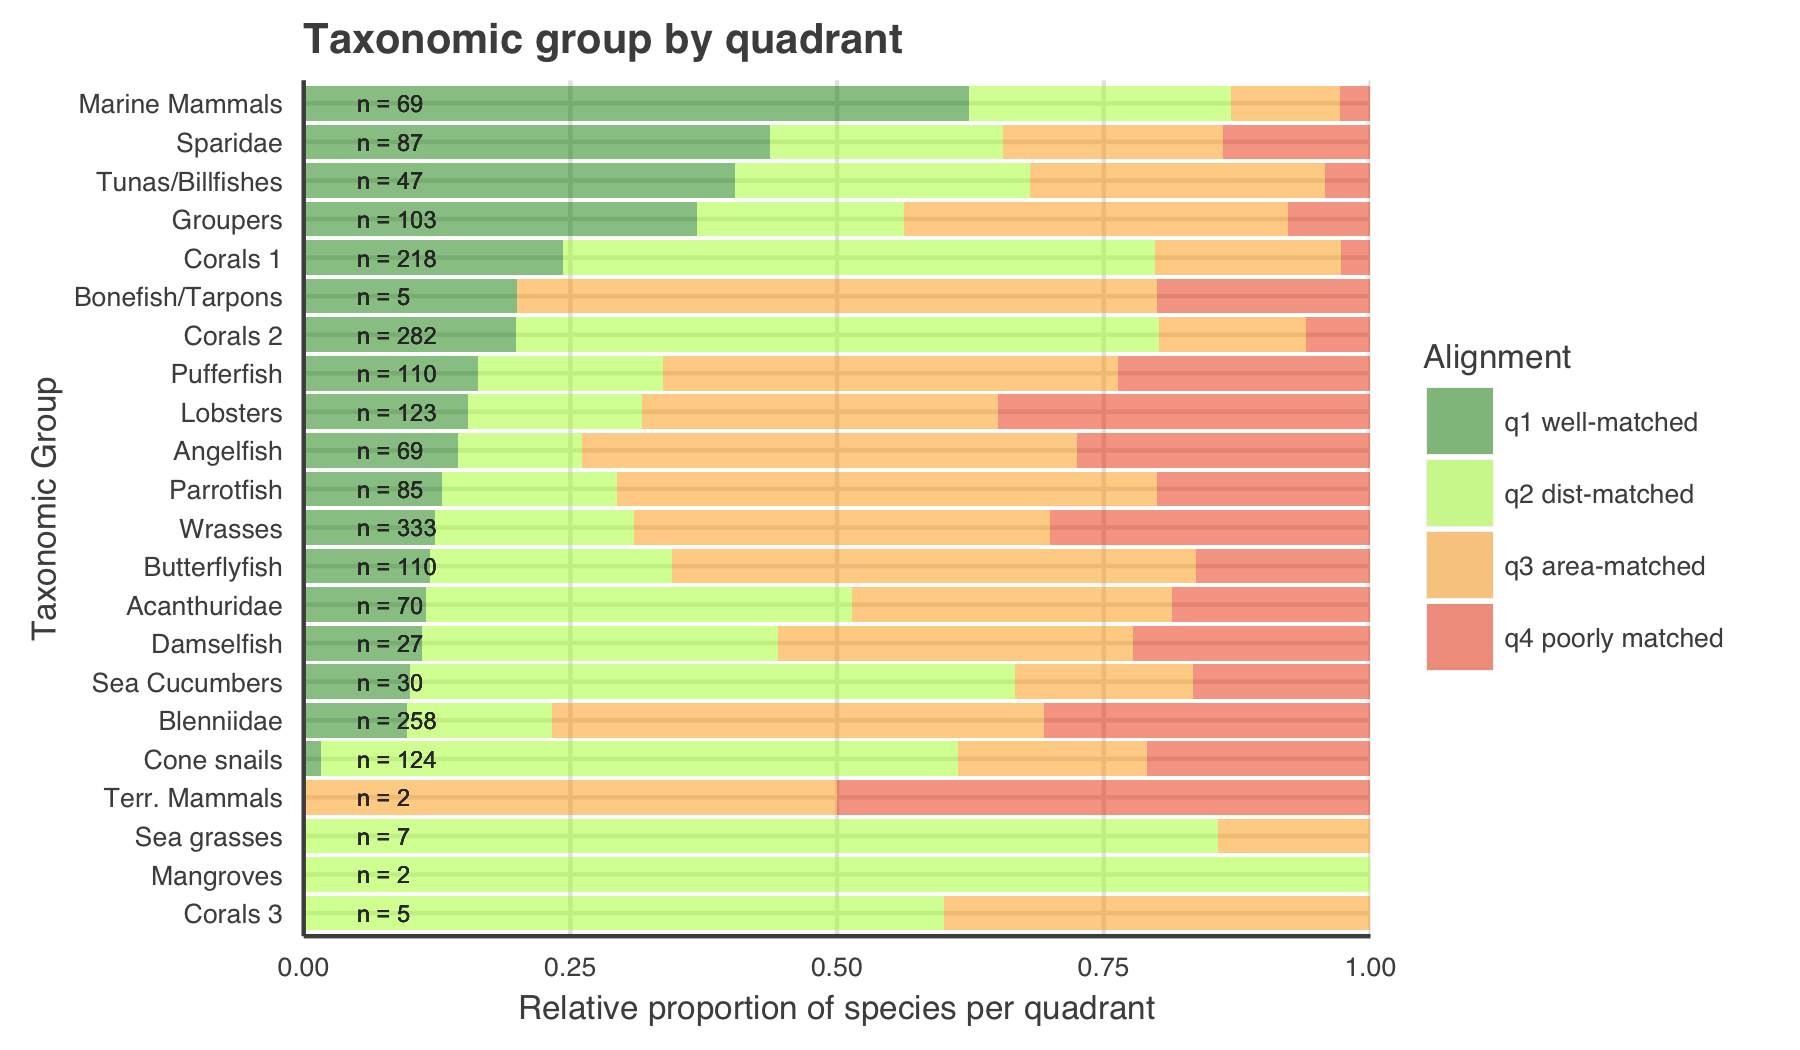 Taxonomic group by quadrant
Marine Mammals n = 69
Sparidae n = 87
Tunas/Billfishes n = 47
Groupers n = 103
Corals 1 n = 218
Bonefish/Tarpons n = 5
Corals 2 n = 282
Pufferfish n = 110
Lobsters n = 123
Angelfish n = 69
Parrotfish n = 85
Wrasses n = 333
Butterflyfish n = 110
Acanthuridae n = 70
Damselfish n = 27
Sea Cucumbers n = 30
Blenniidae n = 258
Cone snails n = 124
Terr. Mammals n = 2
Sea grasses n = 7
Mangroves n = 2
Corals 3 n = 5
Taxonomic Group
0.00 0.25 0.50 0.75 1.00
Relative proportion of species per quadrant
Alignment
q1 well-matched
q2 dist-matched
q3 area-matched
q4 poorly matched